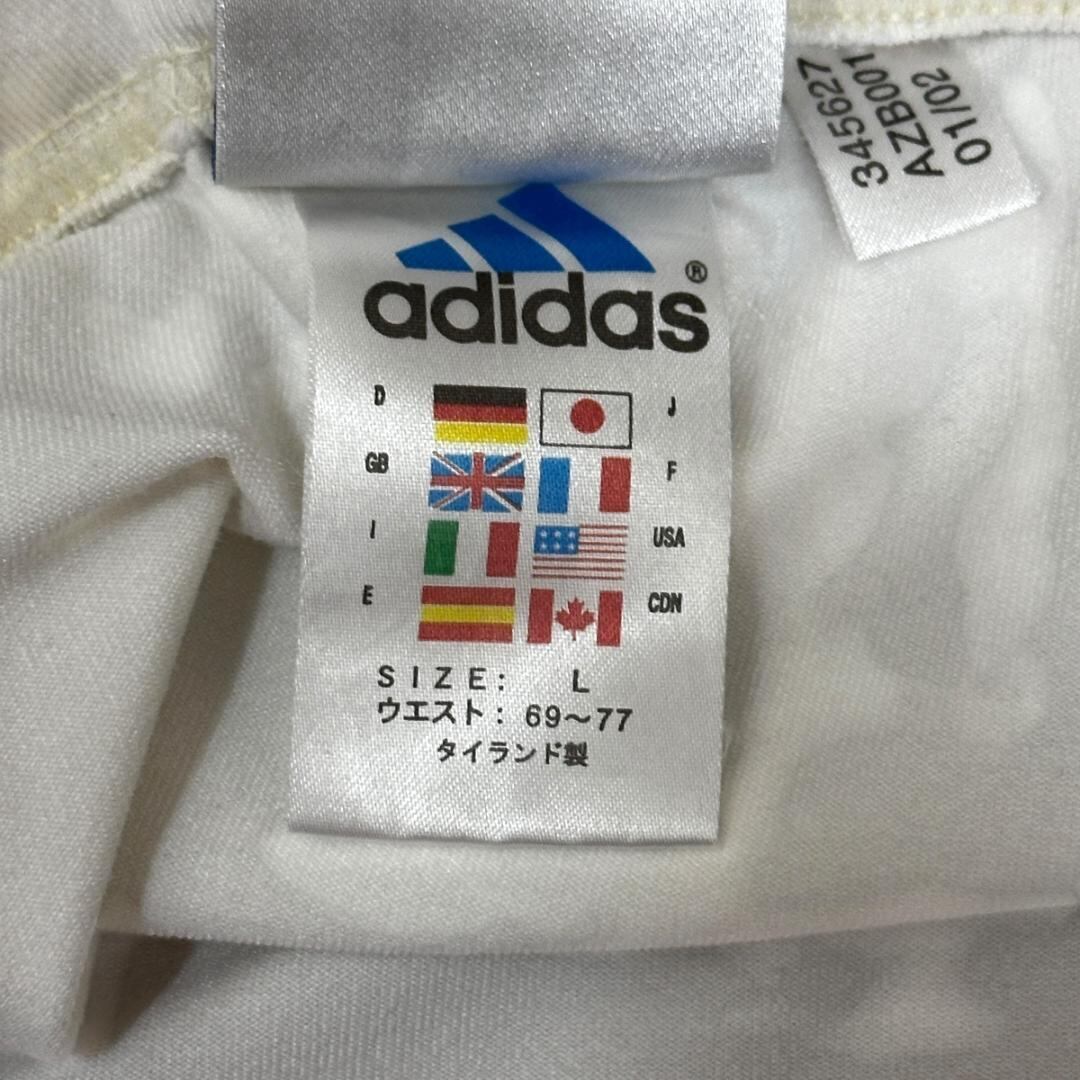 345627
AZB001
01/02
adidas®
D J
GB F
I USA
E CDN
SIZE: L
ウエスト: 69～77
タイランド製